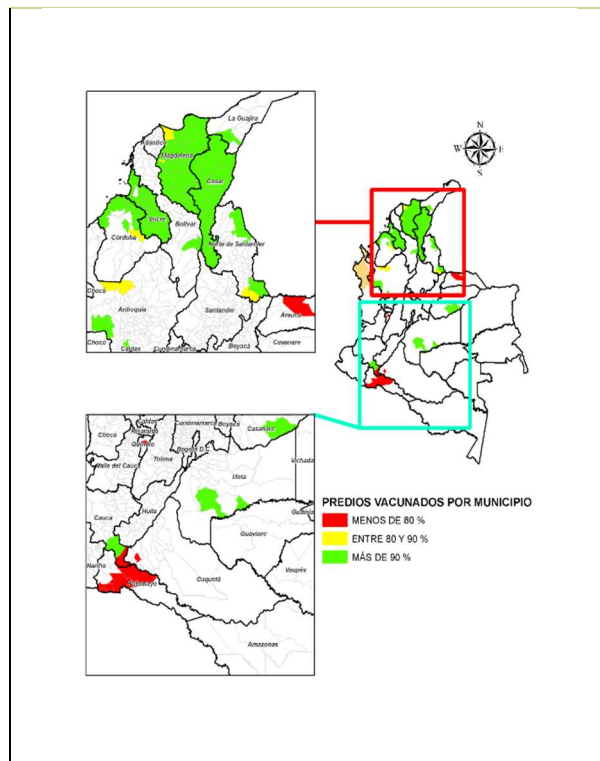 La Guajira
Atlántico
Magdalena
Cesar
Sucre
Bolívar
Córdoba
Norte de Santander
Chocó
Antioquia
Santander
Arauca
Chocó
Caldas
Cundinamarca
Boyacá
Casanare
N
W
E
S
Caldas
Cundinamarca
Boyacá
Casanare
Chocó
Risaralda
Quindío
Bogotá D.C.
Vichada
Valle del Cauca
Tolima
Meta
Cauca
Huila
Guainía
Guaviare
Nariño
Caquetá
Vaupés
Putumayo
Amazonas
PREDIOS VACUNADOS POR MUNICIPIO
MENOS DE 80 %
ENTRE 80 Y 90 %
MÁS DE 90 %